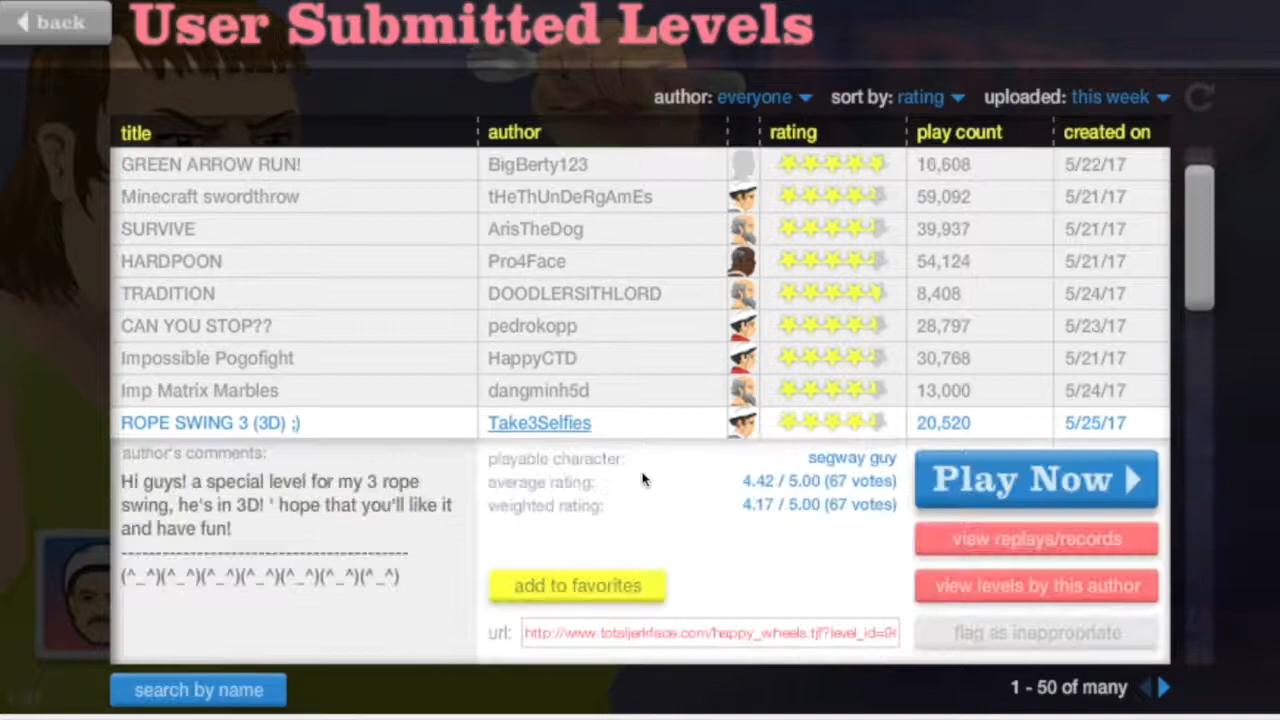 back
User Submitted Levels
author: everyone sort by: rating uploaded: this week
title author rating play count created on
GREEN ARROW RUN! BigBerty123 16,608 5/22/17
Minecraft swordthrow tHeThUnDeRgAmEs 59,092 5/21/17
SURVIVE ArisTheDog 39,937 5/21/17
HARDPOON Pro4Face 54,124 5/21/17
TRADITION DOODLERSITHLORD 8,408 5/24/17
CAN YOU STOP?? pedrokopp 28,797 5/23/17
Impossible Pogofight HappyCTD 30,768 5/21/17
Imp Matrix Marbles dangminh5d 13,000 5/24/17
ROPE SWING 3 (3D) ;) Take3Selfies 20,520 5/25/17
author's comments:
Hi guys! a special level for my 3 rope
swing, he's in 3D! ' hope that you'll like it
and have fun!
-----------------------------------------
(^_^)(^_^)(^_^)(^_^)(^_^)(^_^)(^_^)
playable character: segway guy
average rating: 4.42 / 5.00 (67 votes)
weighted rating: 4.17 / 5.00 (67 votes)
add to favorites
url: http://www.totaljerkface.com/happy_wheels.tjf?level_id=9
Play Now
view replays/records
view levels by this author
flag as inappropriate
search by name
1 - 50 of many